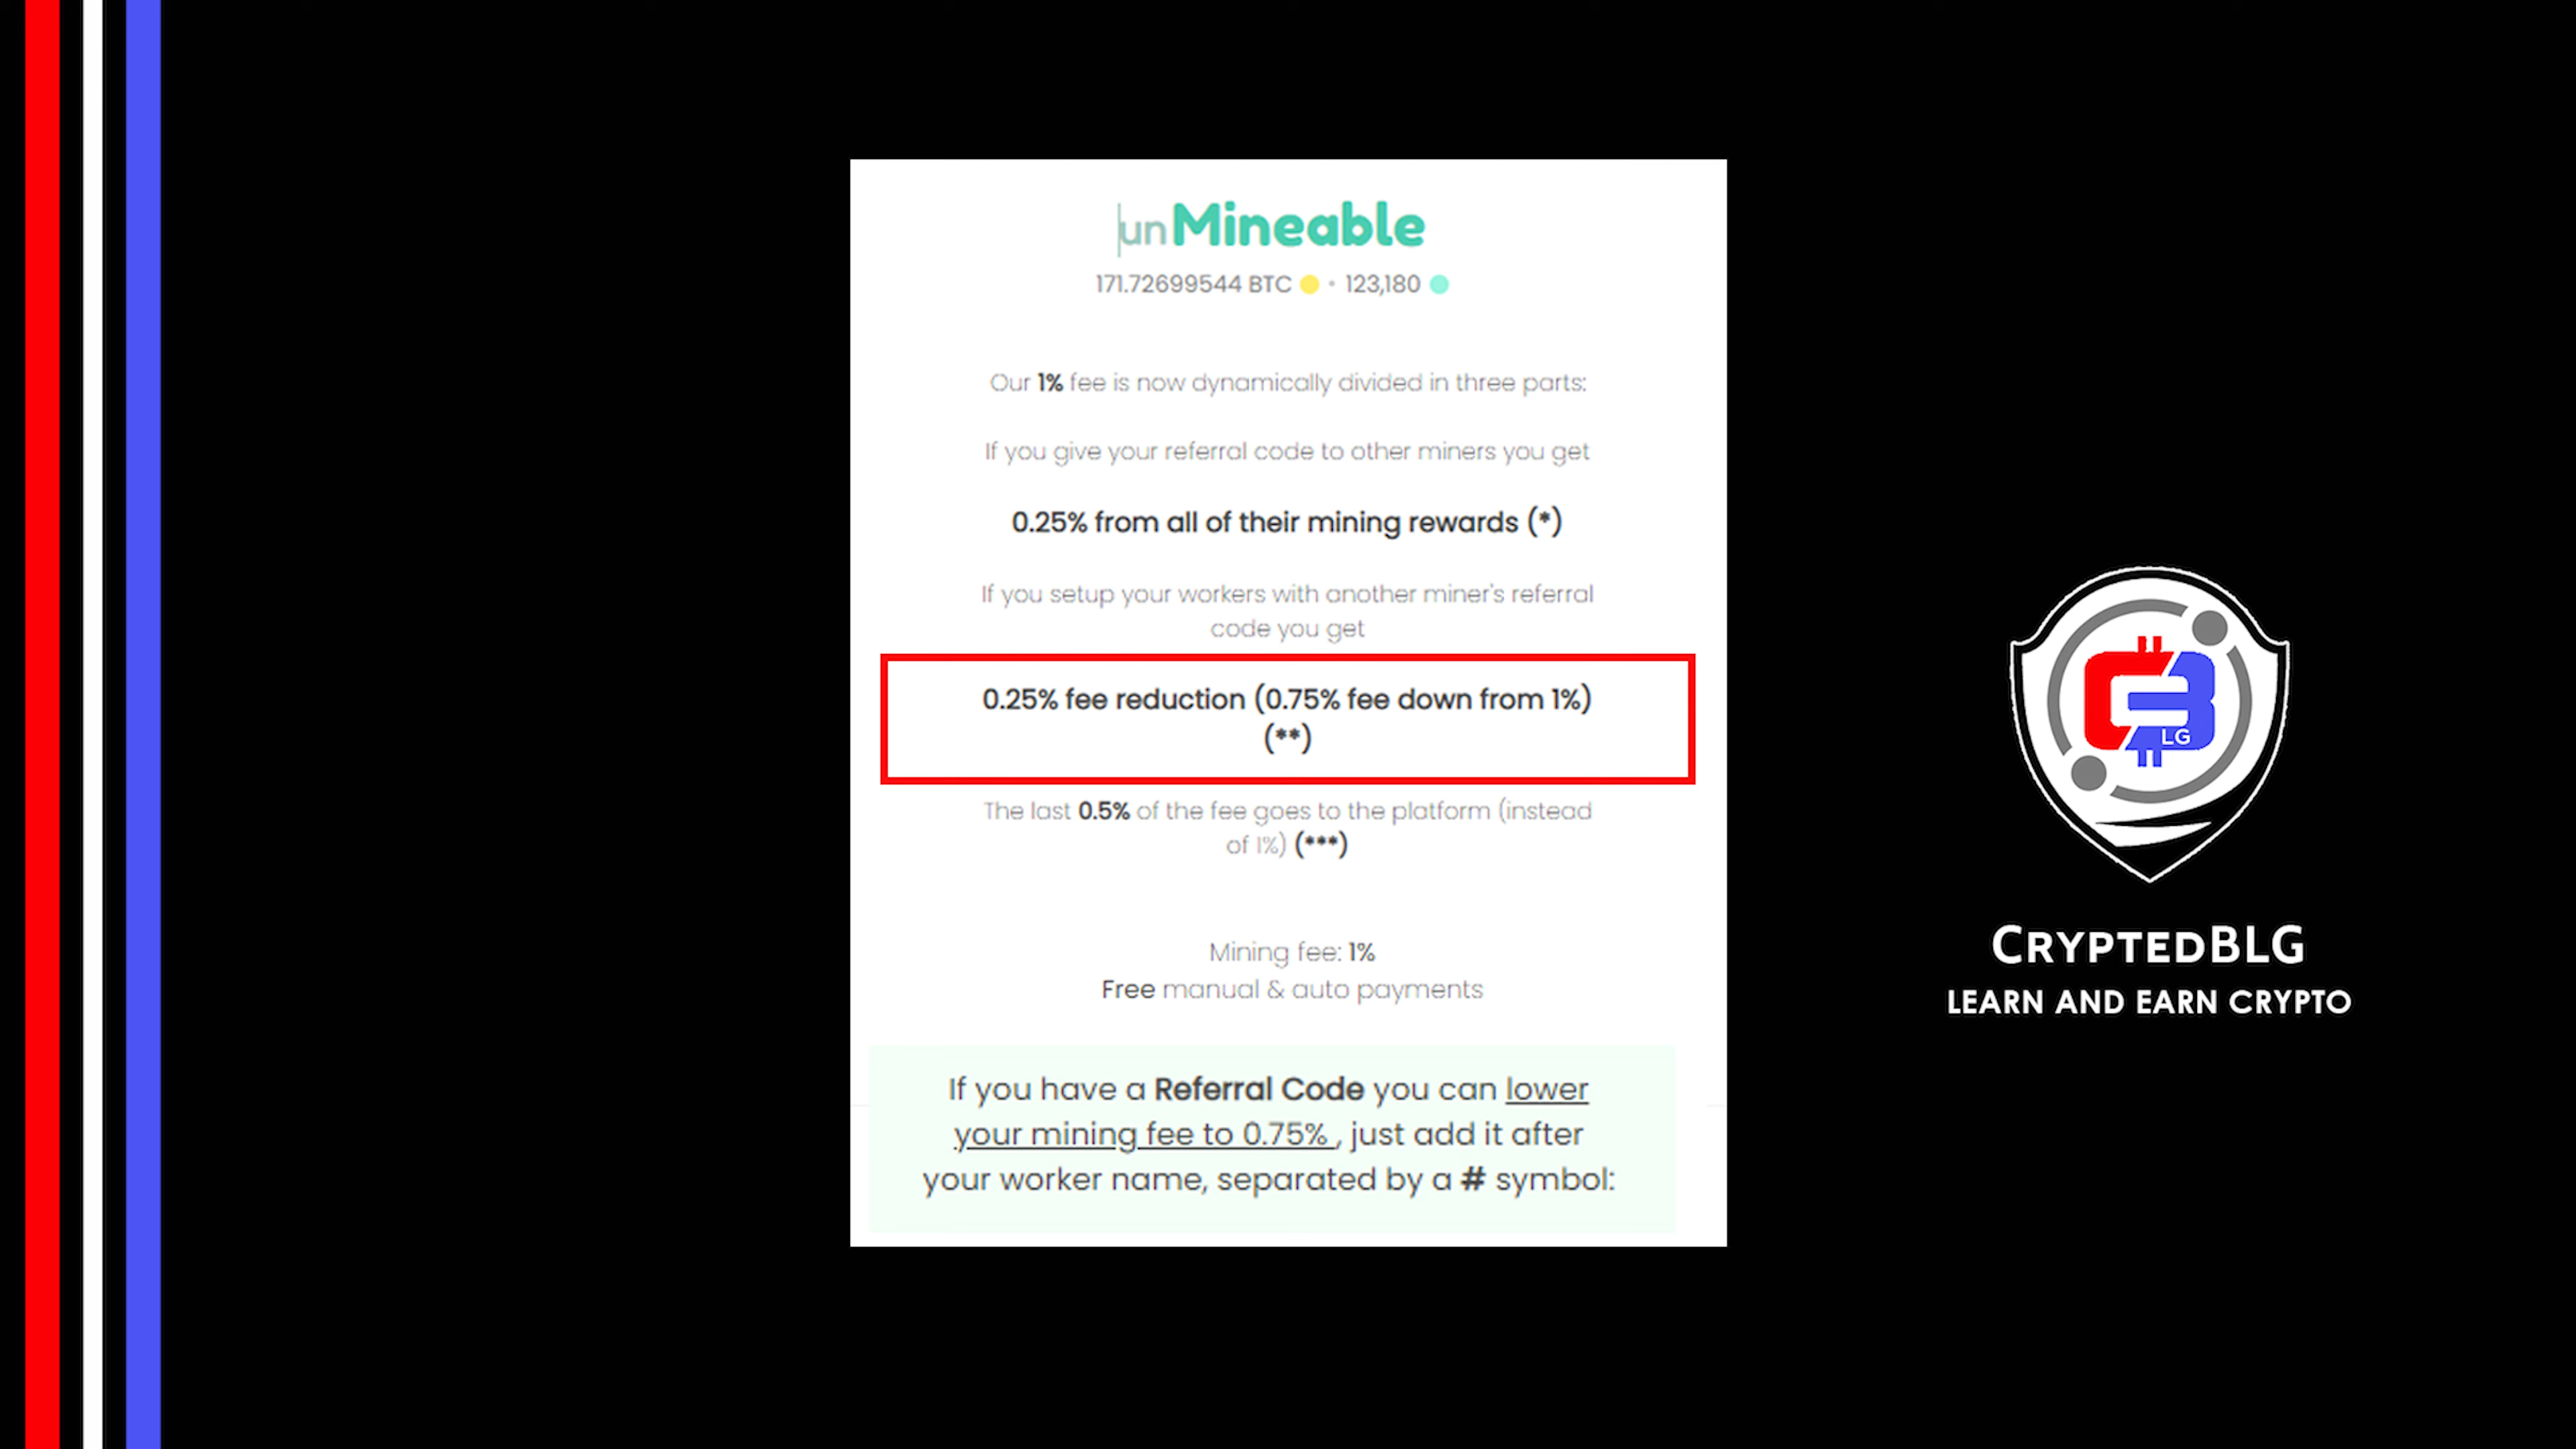 unMineable
171.72699544 BTC • 123,180
Our 1% fee is now dynamically divided in three parts:
If you give your referral code to other miners you get
0.25% from all of their mining rewards (*)
If you setup your workers with another miner's referral
code you get
0.25% fee reduction (0.75% fee down from 1%)
(**)
The last 0.5% of the fee goes to the platform (instead
of 1%) (***)
Mining fee: 1%
Free manual & auto payments
If you have a Referral Code you can lower
your mining fee to 0.75% , just add it after
your worker name, separated by a # symbol:
CB
LG
CRYPTEDBLG
LEARN AND EARN CRYPTO